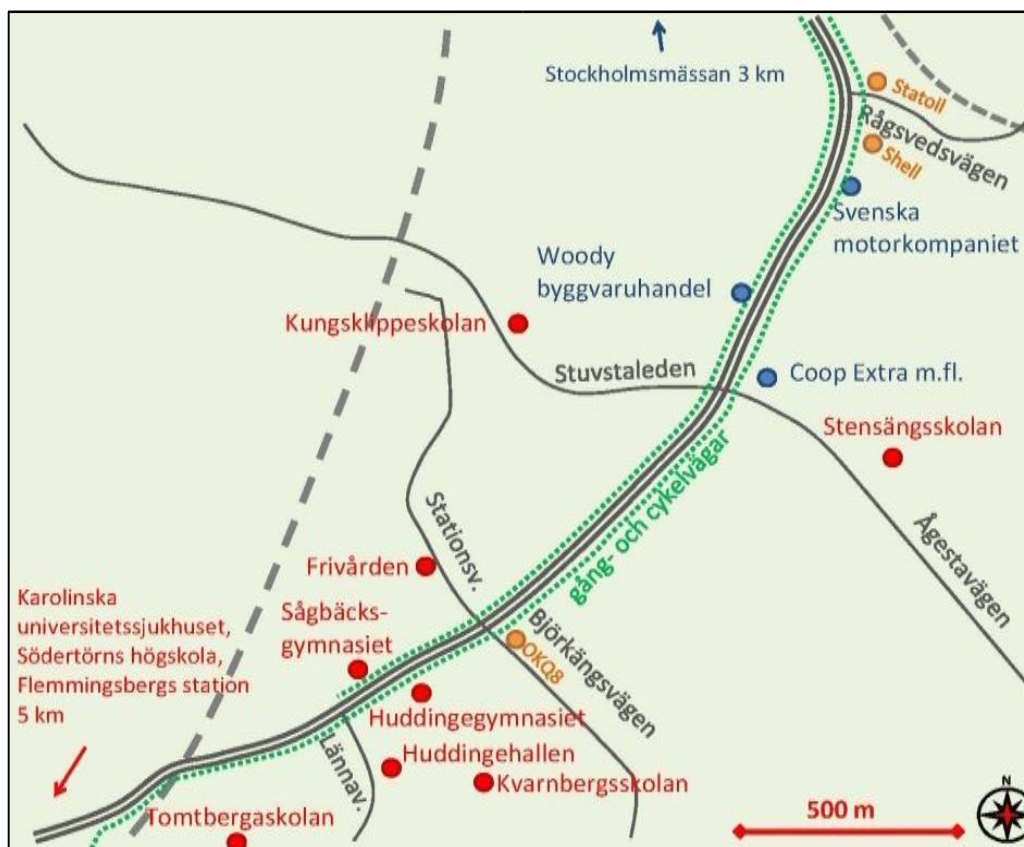 Stockholmsmässan 3 km
Statoil
Rågsvedsvägen
Shell
Svenska
motorkompaniet
Woody
byggvaruhandel
Kungsklippeskolan
Stuvstaleden
Coop Extra m.fl.
Stensängsskolan
gång- och cykelvägar
Stationsv.
Ågestavägen
Frivården
Karolinska
universitetssjukhuset,
Södertörns högskola,
Flemmingsbergs station
5 km
Sågbäcks-
gymnasiet
Björkängsvägen
OKQ8
Huddingegymnasiet
Lännav.
Huddingehallen
Kvarnbergsskolan
Tomtbergaskolan
500 m
N